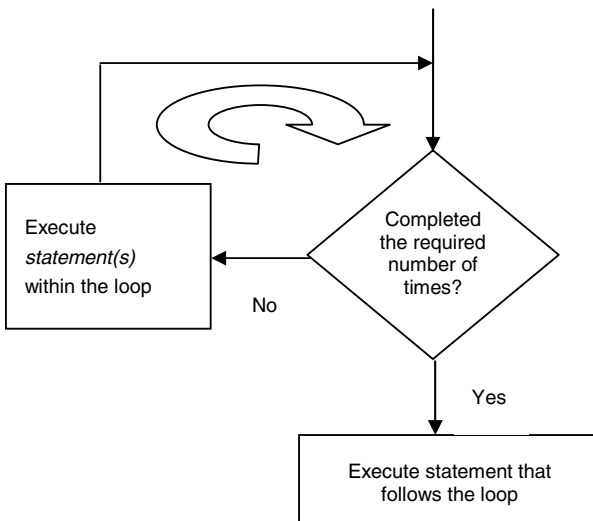 Execute
statement(s)
within the loop
Completed
the required
number of
times?
No
Yes
Execute statement that
follows the loop